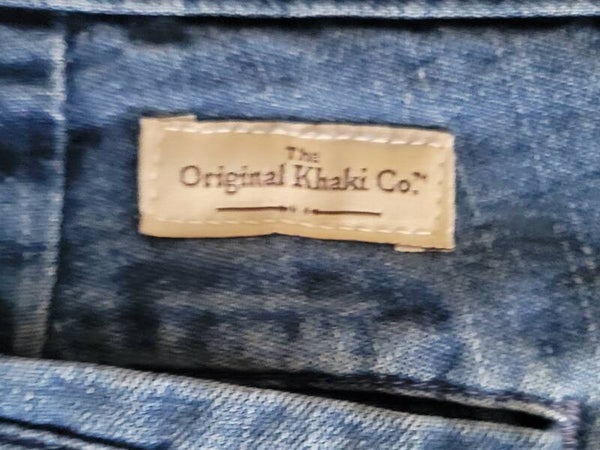 The
Original Khaki Co.™